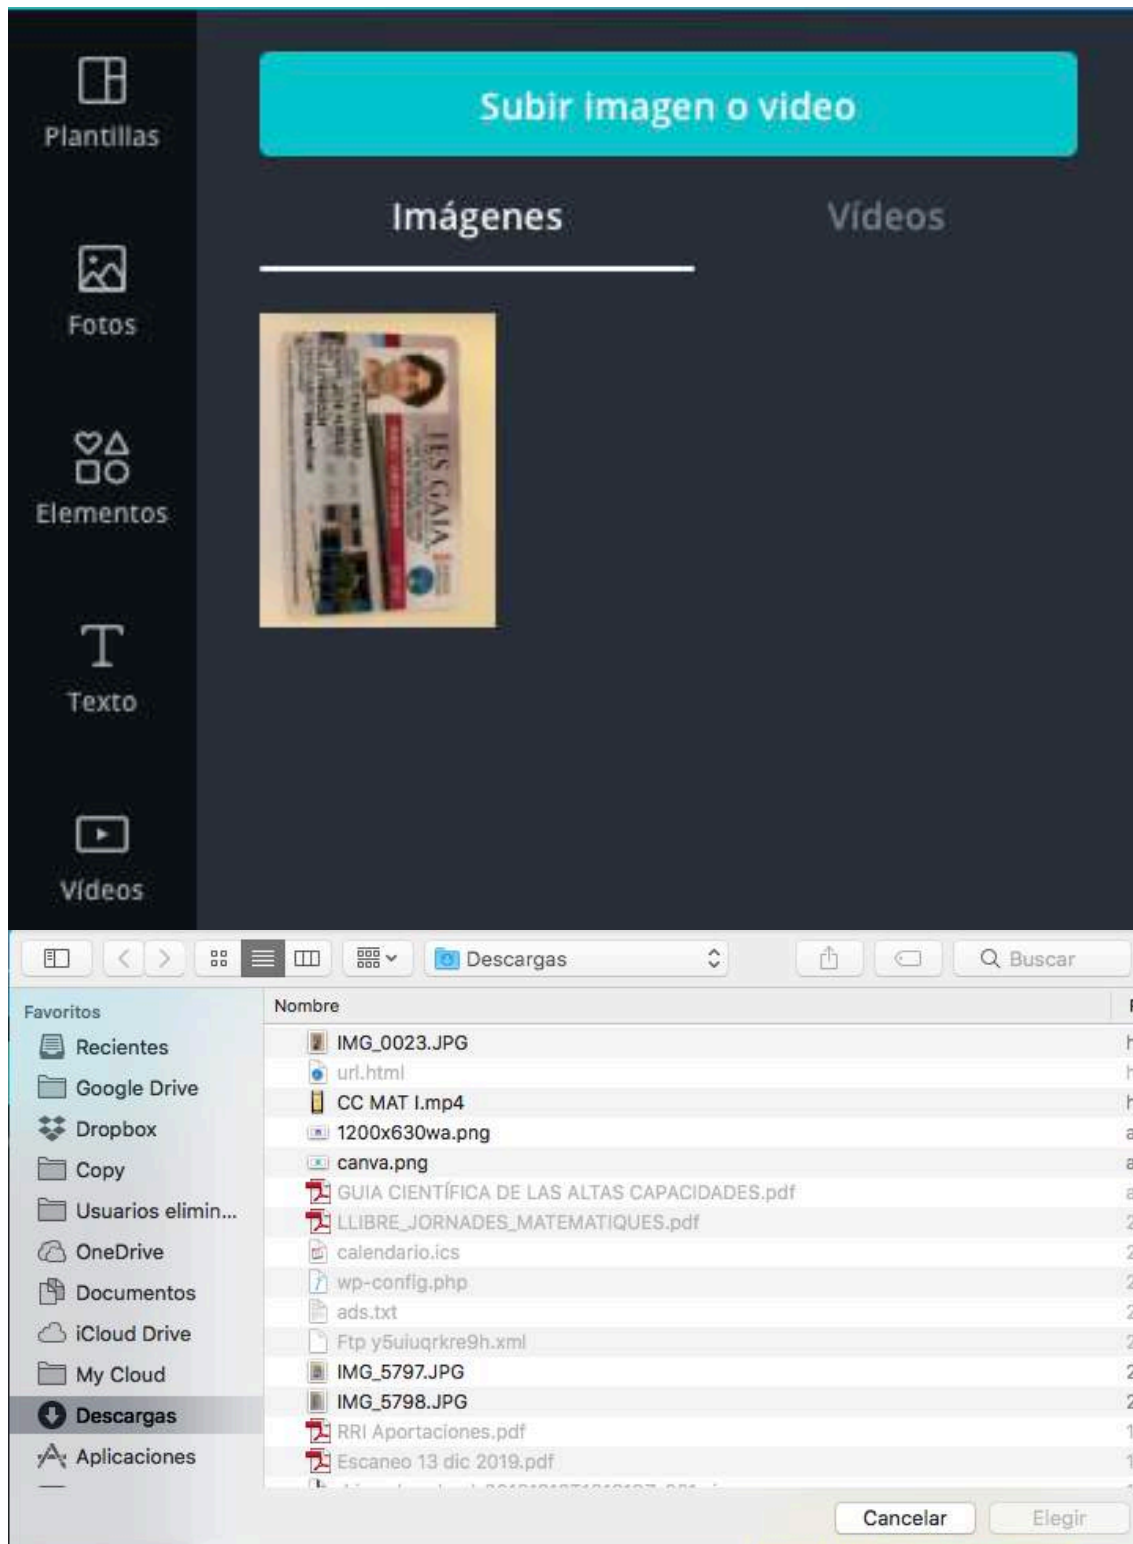 Subir imagen o video
Plantillas
Imágenes
Vídeos
Fotos
IES GAIA
Elementos
Texto
Vídeos
Descargas
Buscar
Favoritos
Nombre
Recientes
IMG_0023.JPG
Google Drive
url.html
Dropbox
CC MAT I.mp4
1200x630wa.png
Copy
canva.png
Usuarios elimin...
GUIA CIENTÍFICA DE LAS ALTAS CAPACIDADES.pdf
LLIBRE_JORNADES_MATEMATIQUES.pdf
OneDrive
calendario.ics
Documentos
wp-config.php
ads.txt
iCloud Drive
Ftp y5uiuqrkre9h.xml
My Cloud
IMG_5797.JPG
IMG_5798.JPG
Descargas
RRI Aportaciones.pdf
Aplicaciones
Escaneo 13 dic 2019.pdf
Cancelar
Elegir